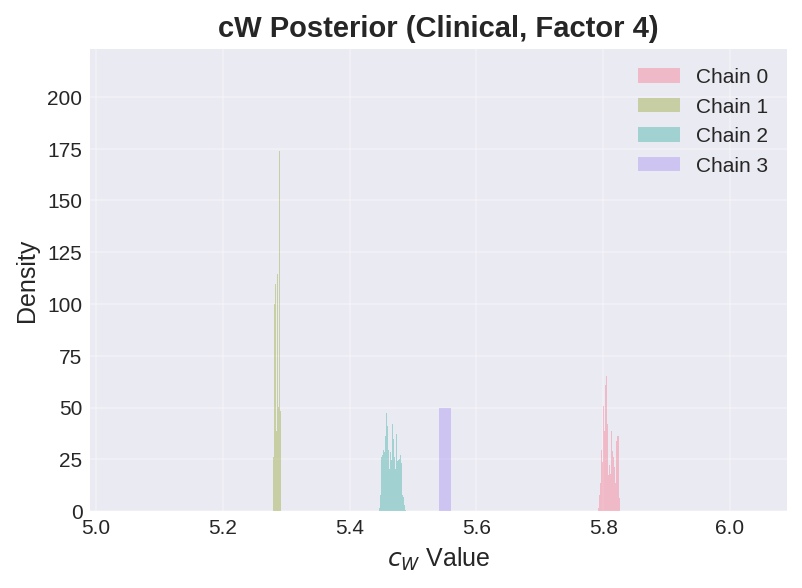 cW Posterior (Clinical, Factor 4)
Chain 0
Chain 1
Chain 2
Chain 3
Density
200
175
150
125
100
75
50
25
0
5.0 5.2 5.4 5.6 5.8 6.0
c_W Value